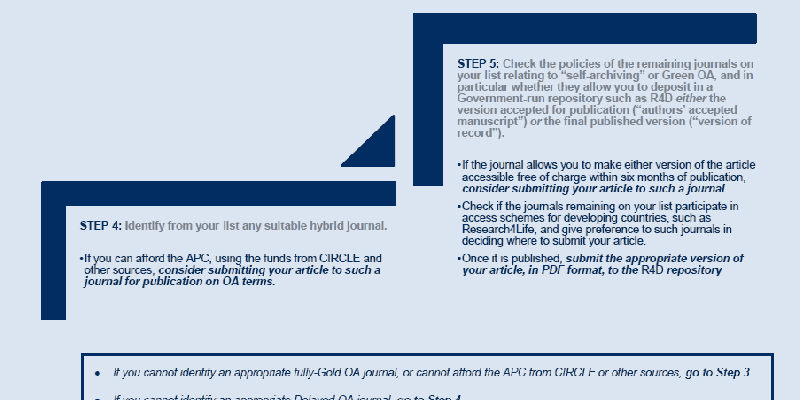 STEP 5: Check the policies of the remaining journals on
your list relating to “self-archiving” or Green OA, and in
particular whether they allow you to deposit in a
Government-run repository such as R4D either the
version accepted for publication (“authors’ accepted
manuscript”) or the final published version (“version of
record”).
•If the journal allows you to make either version of the article
accessible free of charge within six months of publication,
consider submitting your article to such a journal
•Check if the journals remaining on your list participate in
access schemes for developing countries, such as
Research4Life, and give preference to such journals in
deciding where to submit your article.
•Once it is published, submit the appropriate version of
your article, in PDF format, to the R4D repository
STEP 4: Identify from your list any suitable hybrid journal.
•If you can afford the APC, using the funds from CIRCLE and
other sources, consider submitting your article to such a
journal for publication on OA terms.
• If you cannot identify an appropriate fully-Gold OA journal, or cannot afford the APC from CIRCLE or other sources, go to Step 3
• If you cannot identify an appropriate Delayed OA journal, go to Step 4